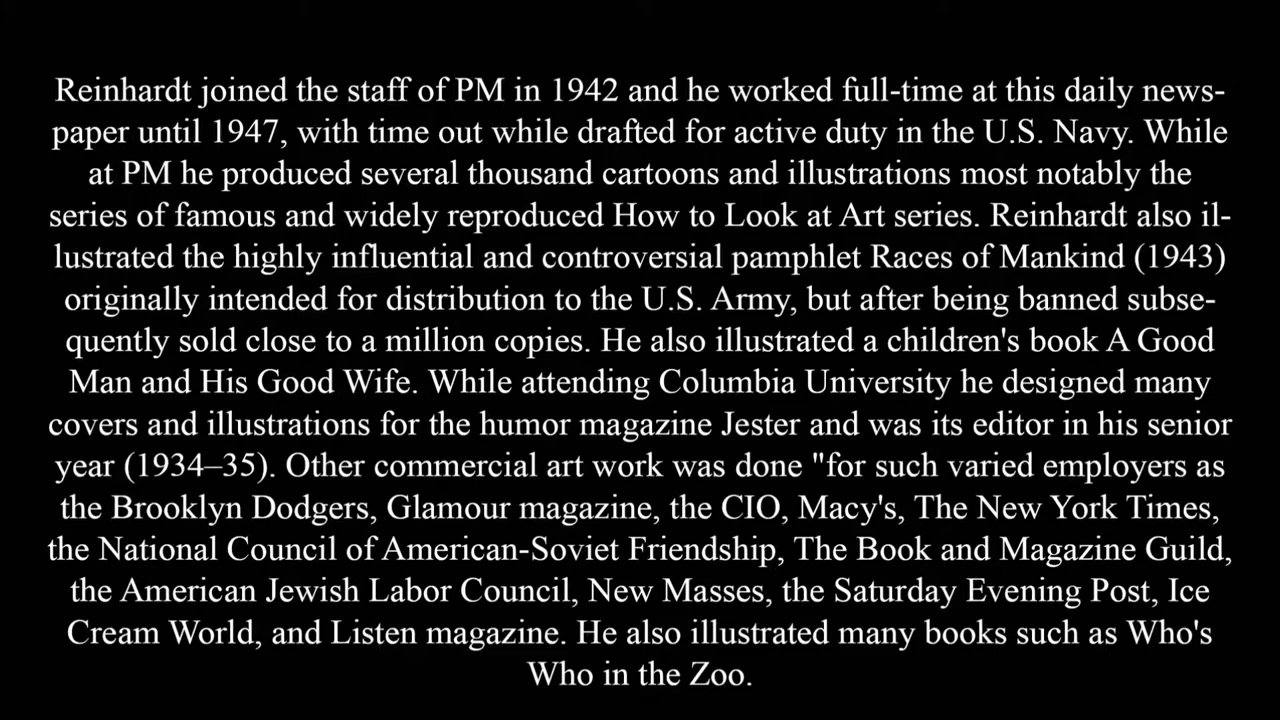 Reinhardt joined the staff of PM in 1942 and he worked full-time at this daily news-
paper until 1947, with time out while drafted for active duty in the U.S. Navy. While
at PM he produced several thousand cartoons and illustrations most notably the
series of famous and widely reproduced How to Look at Art series. Reinhardt also il-
lustrated the highly influential and controversial pamphlet Races of Mankind (1943)
originally intended for distribution to the U.S. Army, but after being banned subse-
quently sold close to a million copies. He also illustrated a children's book A Good
Man and His Good Wife. While attending Columbia University he designed many
covers and illustrations for the humor magazine Jester and was its editor in his senior
year (1934–35). Other commercial art work was done "for such varied employers as
the Brooklyn Dodgers, Glamour magazine, the CIO, Macy's, The New York Times,
the National Council of American-Soviet Friendship, The Book and Magazine Guild,
the American Jewish Labor Council, New Masses, the Saturday Evening Post, Ice
Cream World, and Listen magazine. He also illustrated many books such as Who's
Who in the Zoo.